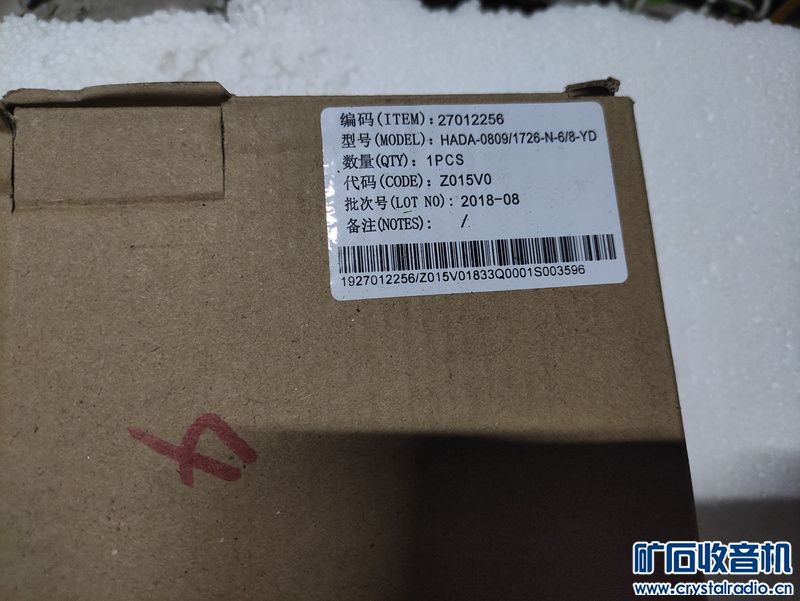 编码(ITEM): 27012256
型号(MODEL): HADA-0809/1726-N-6/8-YD
数量(QTY): 1PCS
代码(CODE): Z015V0
批次号(LOT NO): 2018-08
备注(NOTES): /
1927012256/Z015V01833Q0001S003596
4
矿石收音机
www.crystalradio.cn